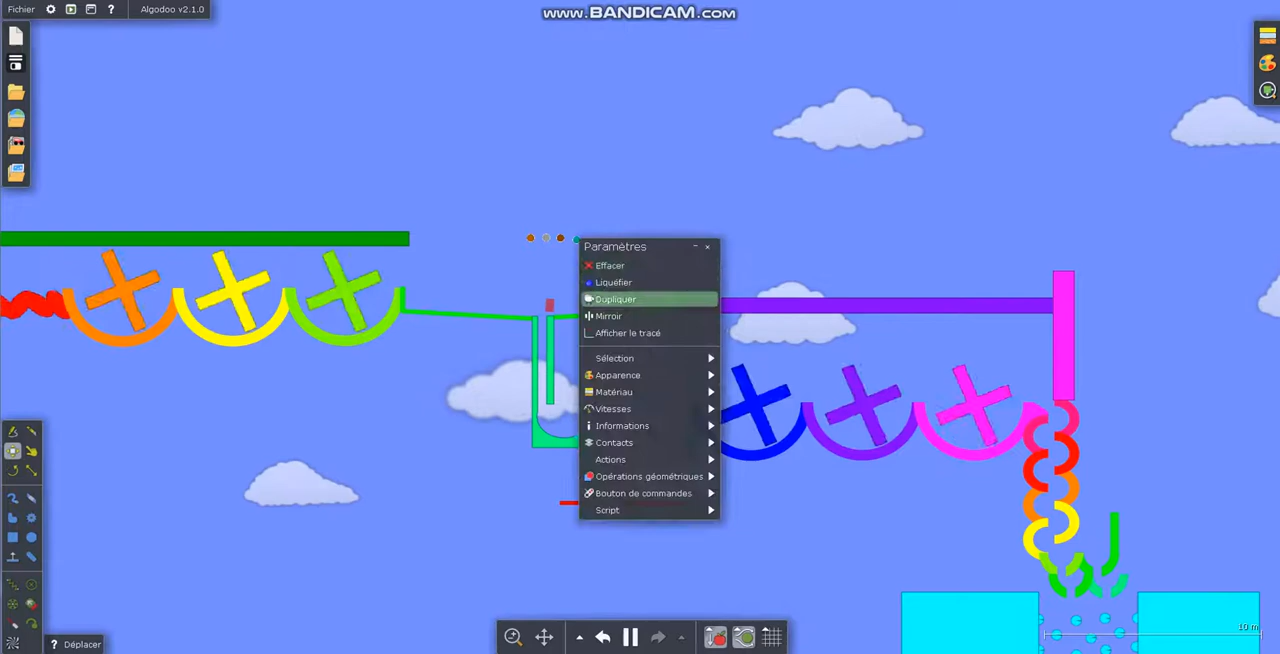 Fichier ? Algodoo v2.1.0
www.BANDICAM.com
Paramètres
Effacer
Liquéfier
Dupliquer
Mirroir
Afficher le tracé
Sélection
Apparence
Matériau
Vitesses
Informations
Contacts
Actions
Opérations géométriques
Bouton de commandes
Script
10 m
? Déplacer